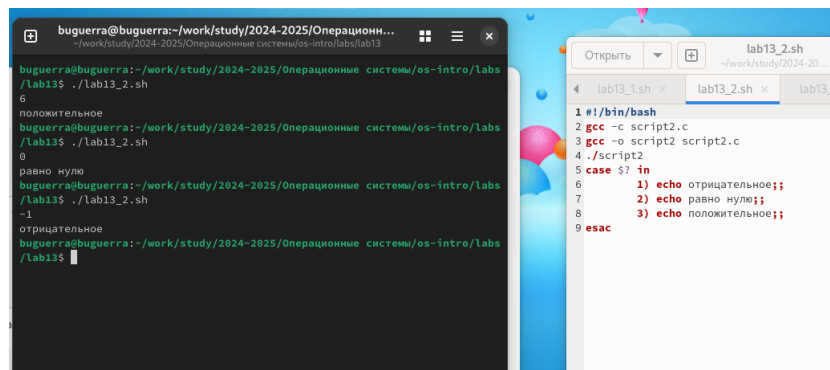 buguerra@buguerra:~/work/study/2024-2025/Операционн...
~/work/study/2024-2025/Операционные системы/os-intro/labs/lab13
buguerra@buguerra:~/work/study/2024-2025/Операционные системы/os-intro/labs
/lab13$ ./lab13_2.sh
6
положительное
buguerra@buguerra:~/work/study/2024-2025/Операционные системы/os-intro/labs
/lab13$ ./lab13_2.sh
0
равно нулю
buguerra@buguerra:~/work/study/2024-2025/Операционные системы/os-intro/labs
/lab13$ ./lab13_2.sh
-1
отрицательное
buguerra@buguerra:~/work/study/2024-2025/Операционные системы/os-intro/labs
/lab13$
Открыть
lab13_2.sh
~/work/study/2024-20...
lab13_1.sh × lab13_2.sh × lab13_
1 #!/bin/bash
2 gcc -c script2.c
3 gcc -o script2 script2.c
4 ./script2
5 case $? in
6 1) echo отрицательное;;
7 2) echo равно нулю;;
8 3) echo положительное;;
9 esac